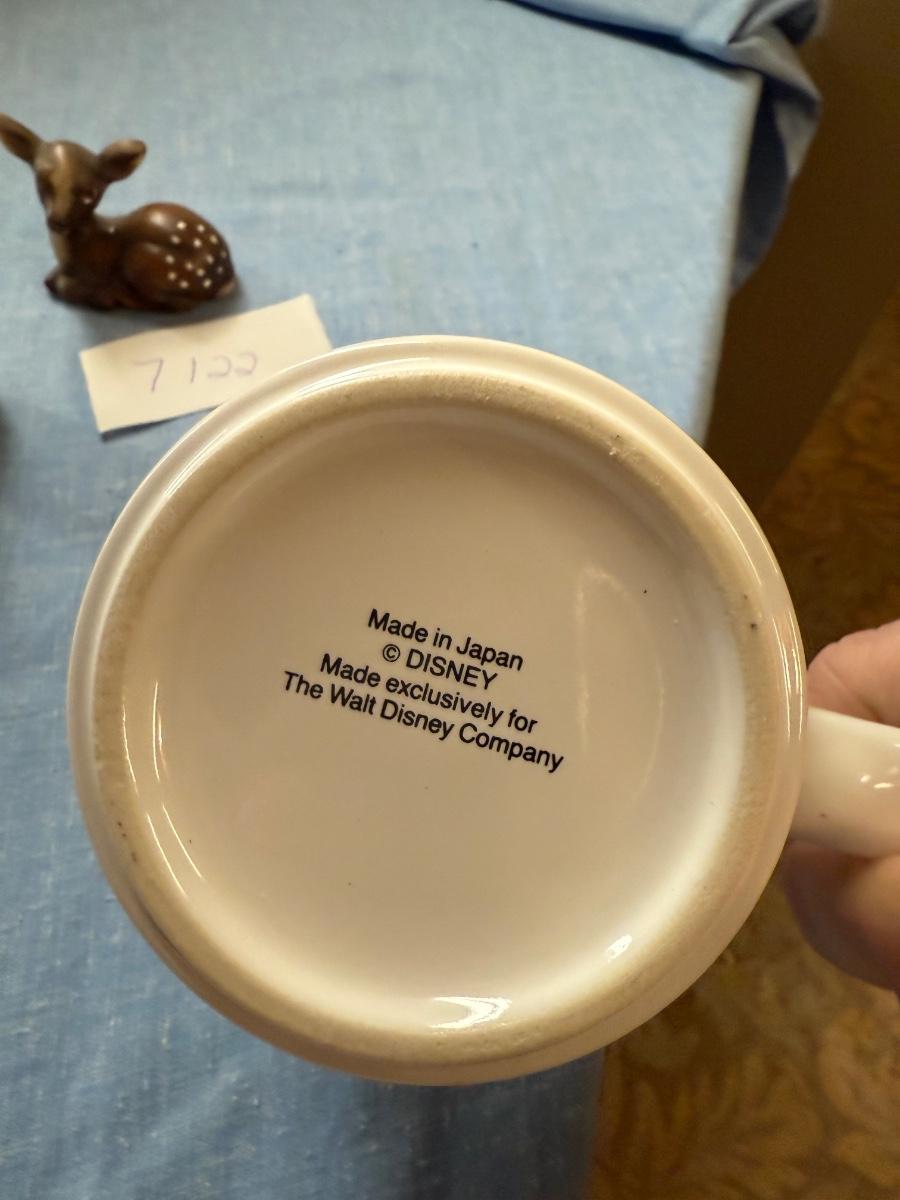 7122
Made in Japan
© DISNEY
Made exclusively for
The Walt Disney Company